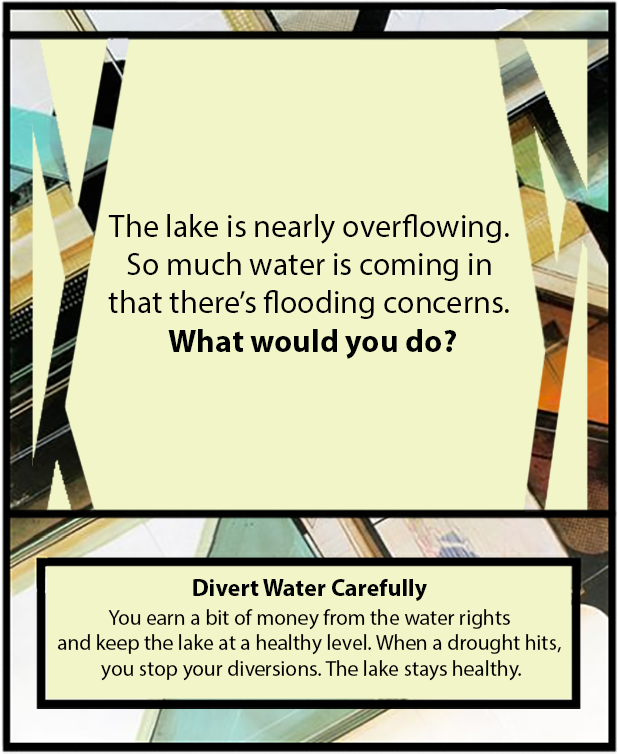 The lake is nearly overflowing.
So much water is coming in
that there’s flooding concerns.
What would you do?
Divert Water Carefully
You earn a bit of money from the water rights
and keep the lake at a healthy level. When a drought hits,
you stop your diversions. The lake stays healthy.